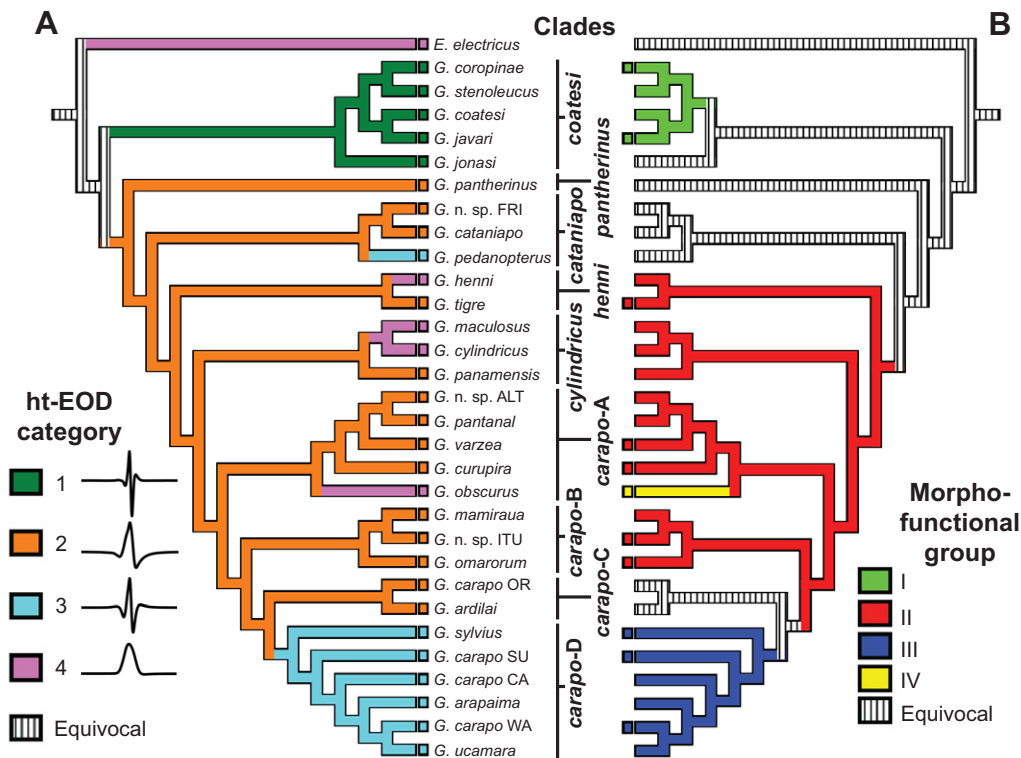 A
Clades
B
E. electricus
G. coropinae
G. stenoleucus
G. coatesi
G. javari
G. jonasi
G. pantherinus
G. n. sp. FRI
G. cataniapo
G. pedanopterus
G. henni
G. tigre
G. maculosus
G. cylindricus
G. panamensis
G. n. sp. ALT
G. pantanal
G. varzea
G. curupira
G. obscurus
G. mamiraua
G. n. sp. ITU
G. omarorum
G. carapo OR
G. ardilai
G. sylvius
G. carapo SU
G. carapo CA
G. arapaima
G. carapo WA
G. ucamara
coatesi
pantherinus
cataniapo
henni
cylindricus
carapo-A
carapo-B
carapo-C
carapo-D
ht-EOD
category
1
2
3
4
Equivocal
Morpho-
functional
group
I
II
III
IV
Equivocal